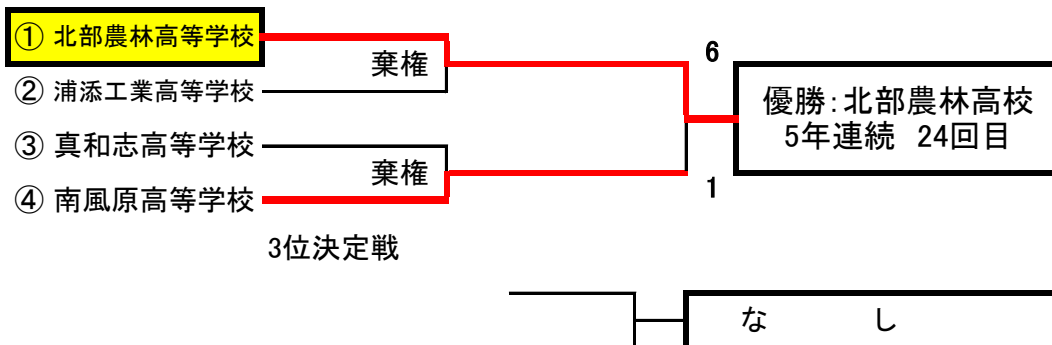 ① 北部農林高等学校
棄権
6
② 浦添工業高等学校
優勝:北部農林高校
5年連続 24回目
③ 真和志高等学校
棄権
1
④ 南風原高等学校
3位決定戦
な し